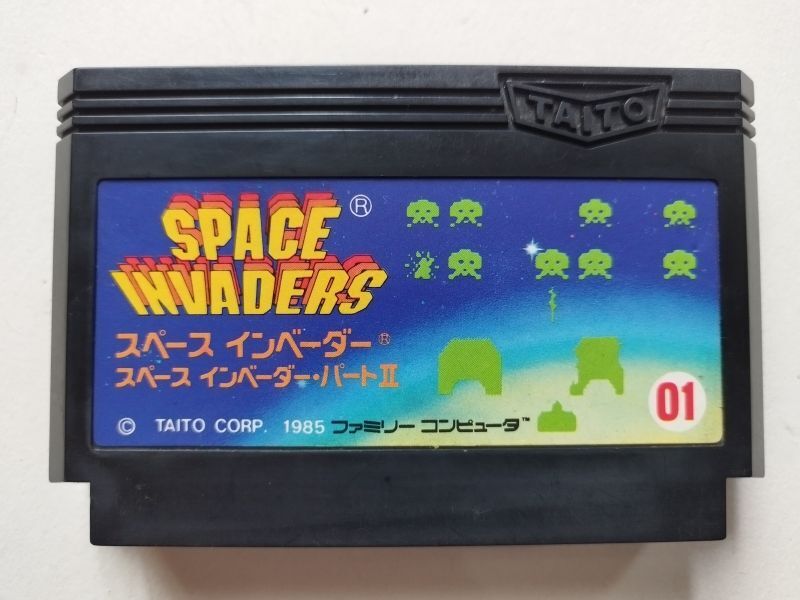 TAITO
SPACE ®
INVADERS
スペース インベーダー®
スペース インベーダー・パートⅡ
© TAITO CORP. 1985 ファミリー コンピュータ™
01